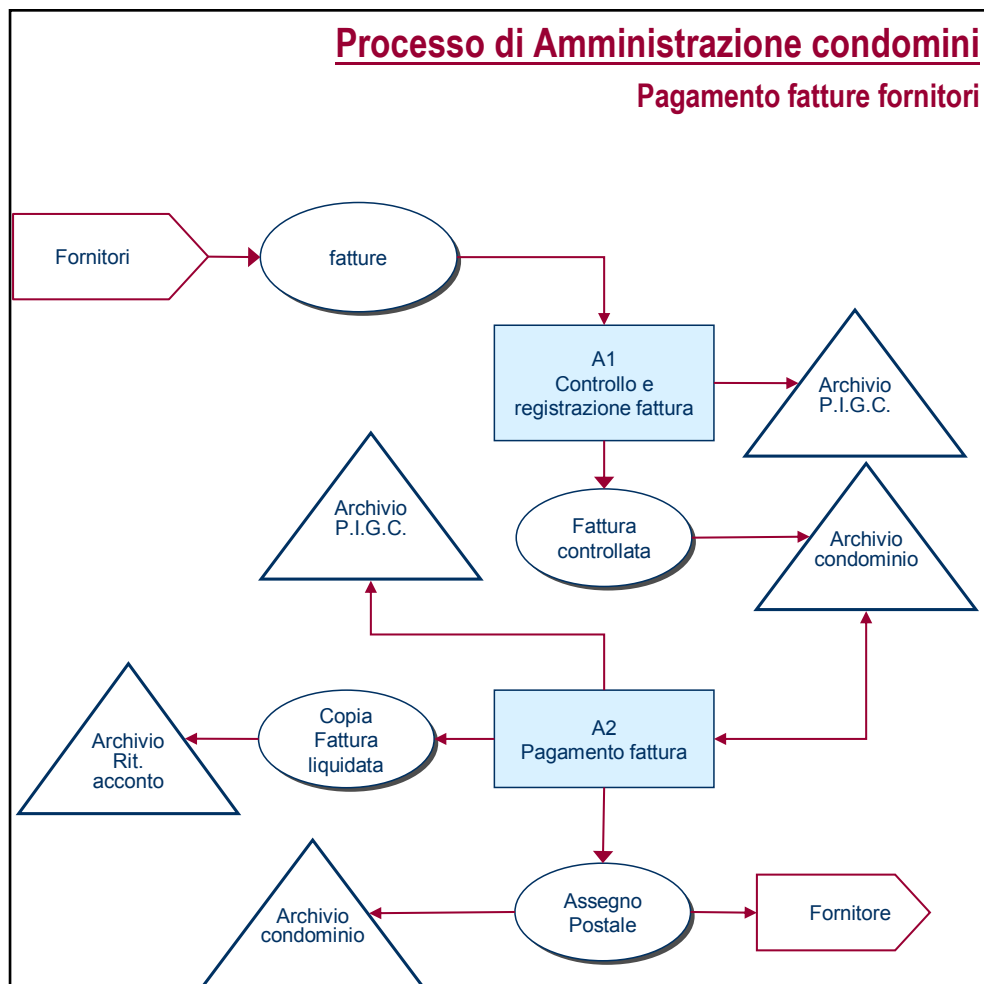 Processo di Amministrazione condomini
Pagamento fatture fornitori
Fornitori
fatture
A1
Controllo e
registrazione fattura
Archivio
P.I.G.C.
Archivio
P.I.G.C.
Fattura
controllata
Archivio
condominio
Archivio
Rit.
acconto
Copia
Fattura
liquidata
A2
Pagamento fattura
Archivio
condominio
Assegno
Postale
Fornitore